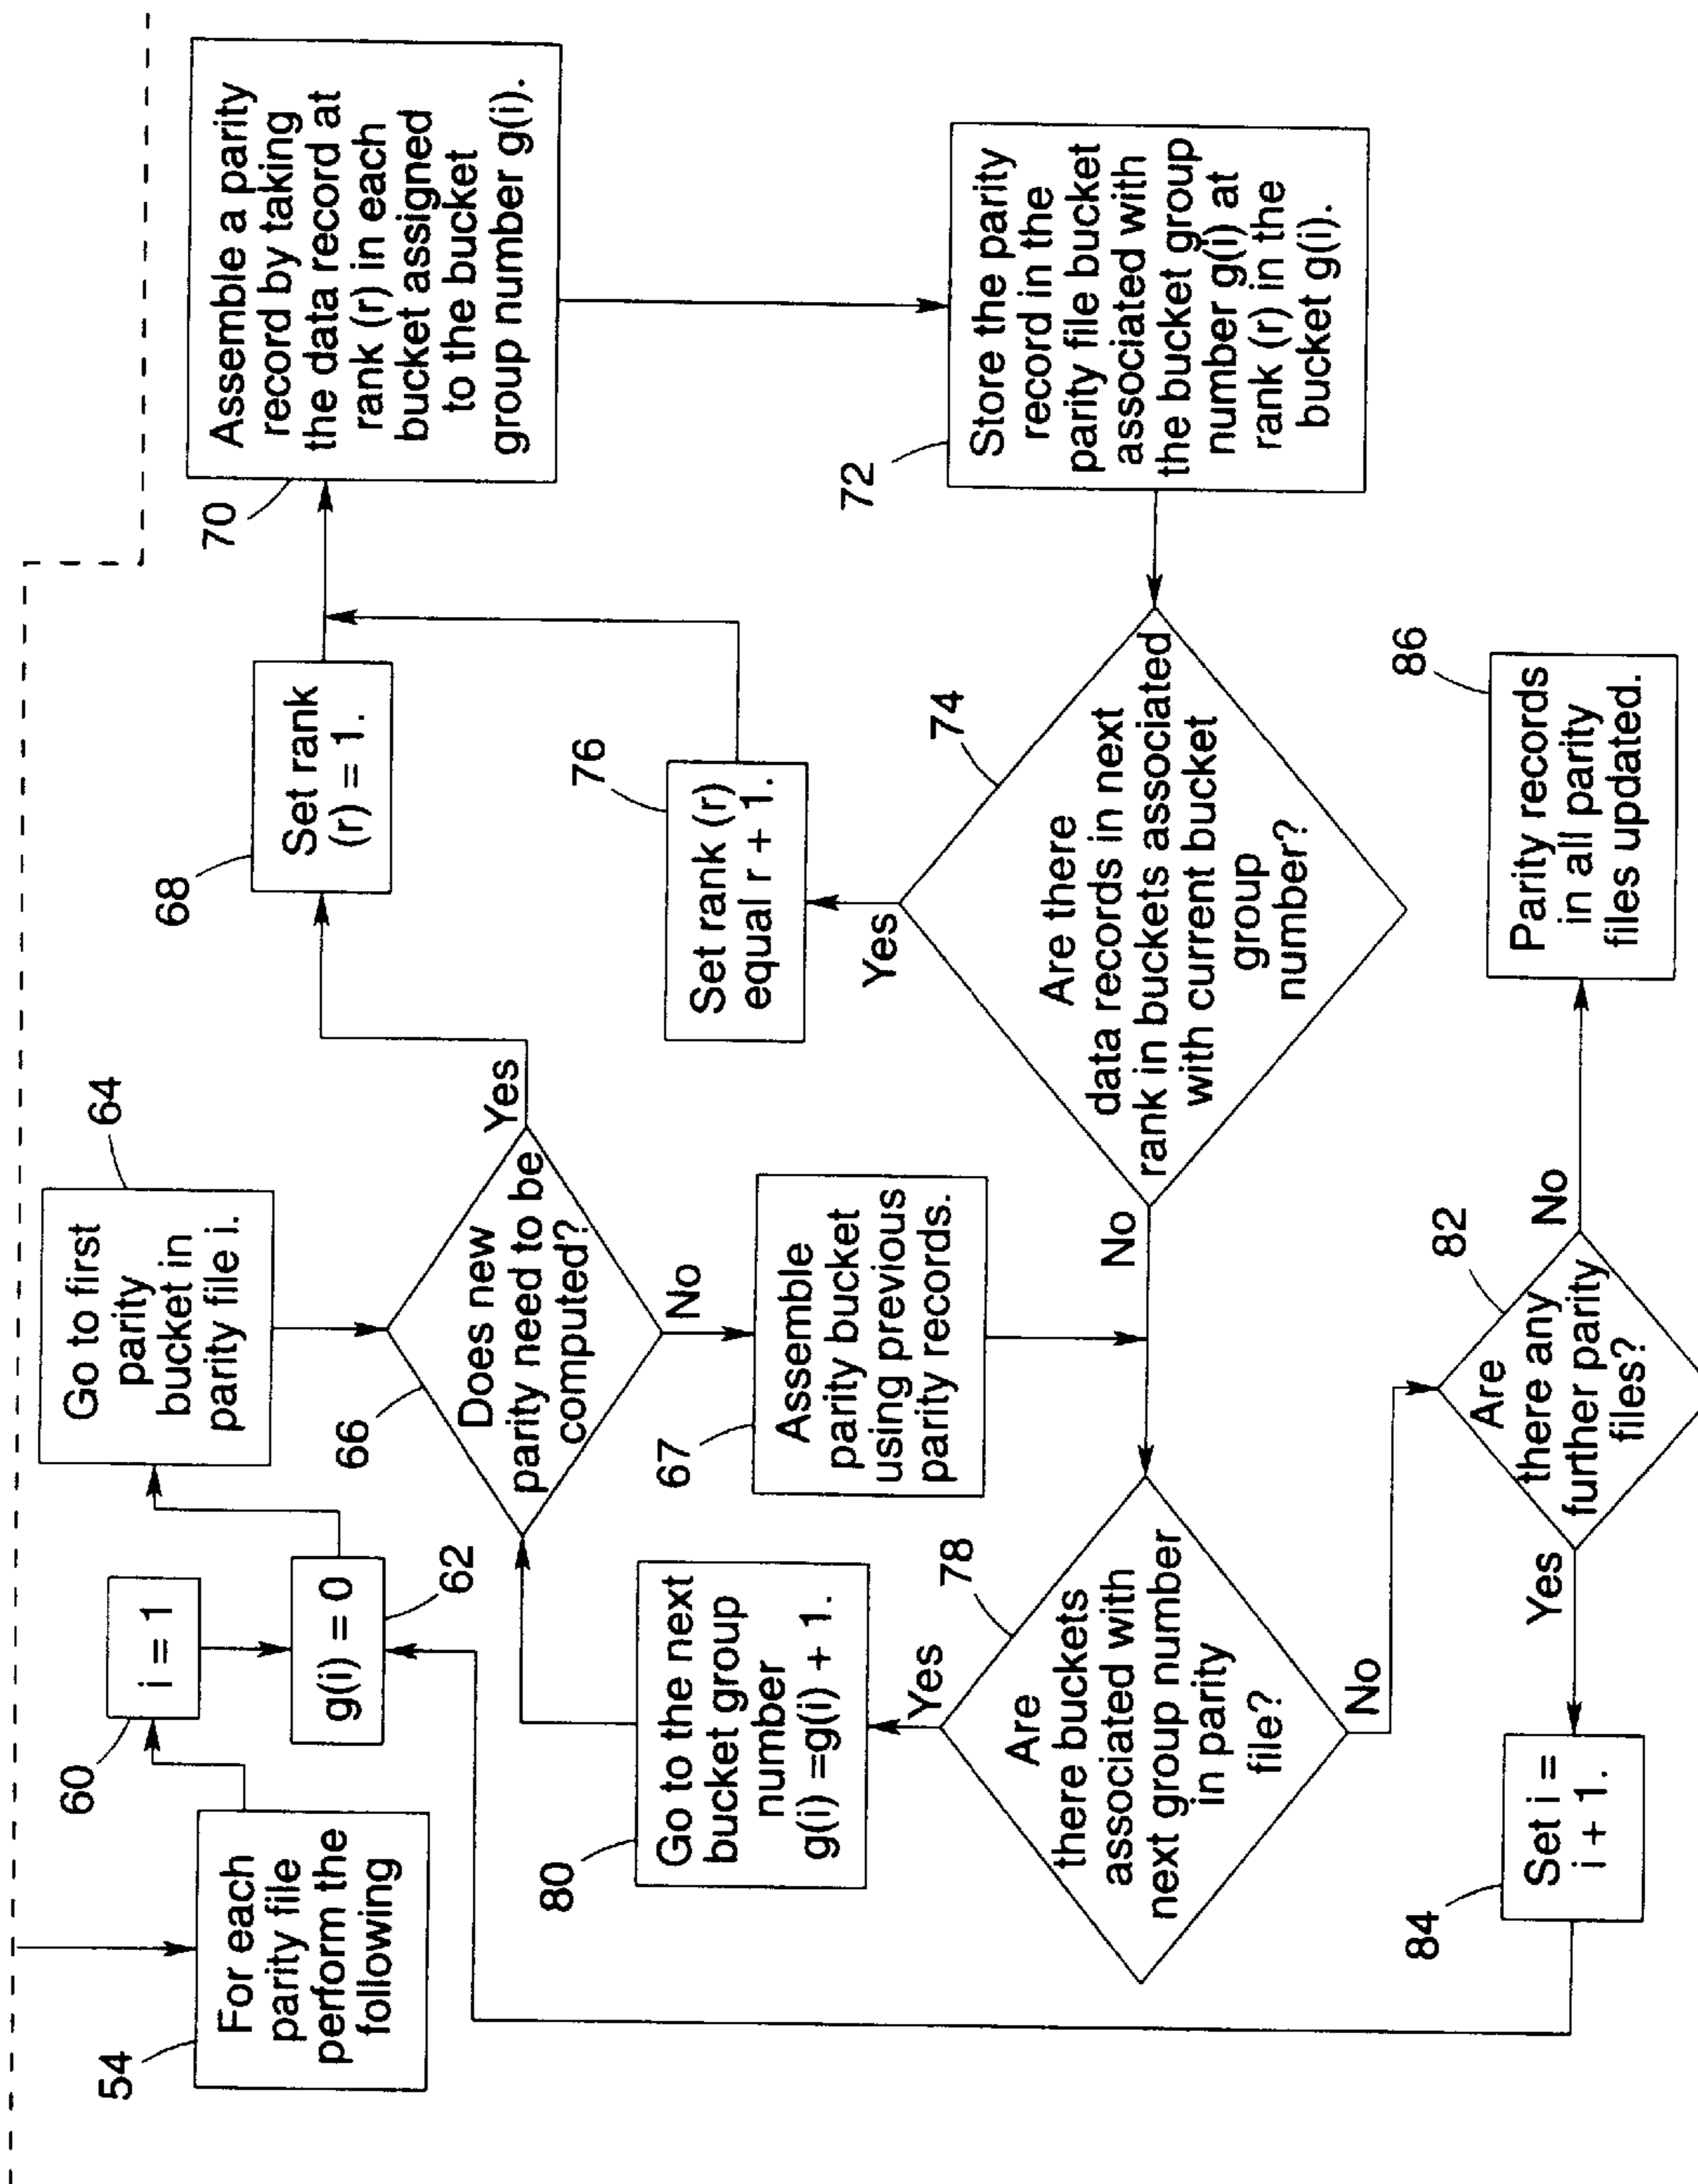 54
For each
parity file
perform the
following
60
i = 1
g(i) = 0
62
64
Go to first
parity
bucket in
parity file i.
66
Does new
parity need to be
computed?
Yes
No
67
Assemble
parity bucket
using previous
parity records.
68
Set rank
(r) = 1.
70
Assemble a parity
record by taking
the data record at
rank (r) in each
bucket assigned
to the bucket
group number g(i).
72
Store the parity
record in the
parity file bucket
associated with
the bucket group
number g(i) at
rank (r) in the
bucket g(i).
74
Are there
data records in next
rank in buckets associated
with current bucket
group
number?
Yes
No
76
Set rank (r)
equal r + 1.
78
Are
there buckets
associated with
next group number
in parity
file?
Yes
No
80
Go to the next
bucket group
number
g(i) =g(i) + 1.
82
Are
there any
further parity
files?
Yes
No
84
Set i =
i + 1.
86
Parity records
in all parity
files updated.